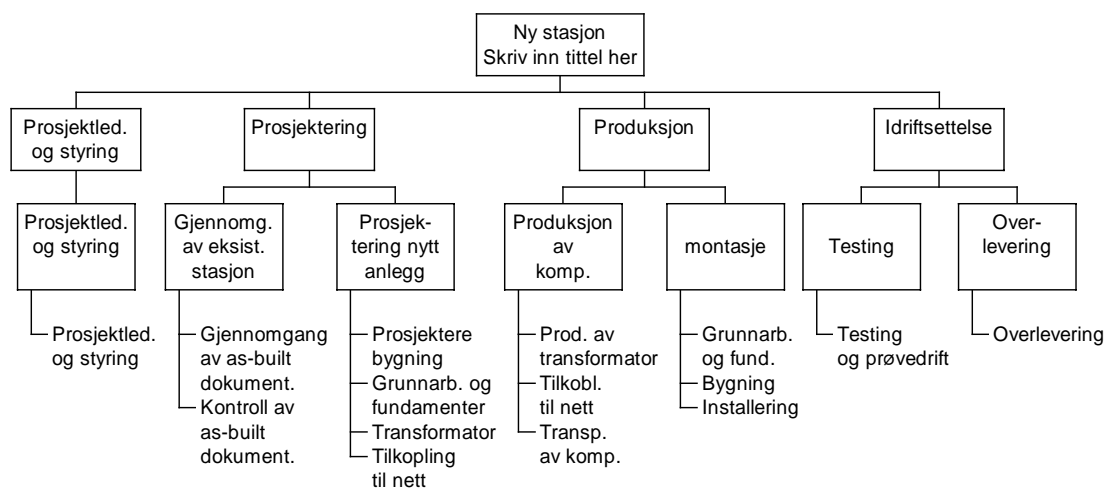 Ny stasjon
Skriv inn tittel her
Prosjektled.
og styring
Prosjektering
Produksjon
Idriftsettelse
Prosjektled.
og styring
Gjennomg.
av eksist.
stasjon
Prosjek-
tering nytt
anlegg
Produksjon
av
komp.
montasje
Testing
Over-
levering
Prosjektled.
og styring
Gjennomgang
av as-built
dokument.
Kontroll av
as-built
dokument.
Prosjektere
bygning
Grunnarb. og
fundamenter
Transformator
Tilkopling
til nett
Prod. av
transformator
Tilkobl.
til nett
Transp.
av komp.
Grunnarb.
og fund.
Bygning
Installering
Testing
og prøvedrift
Overlevering